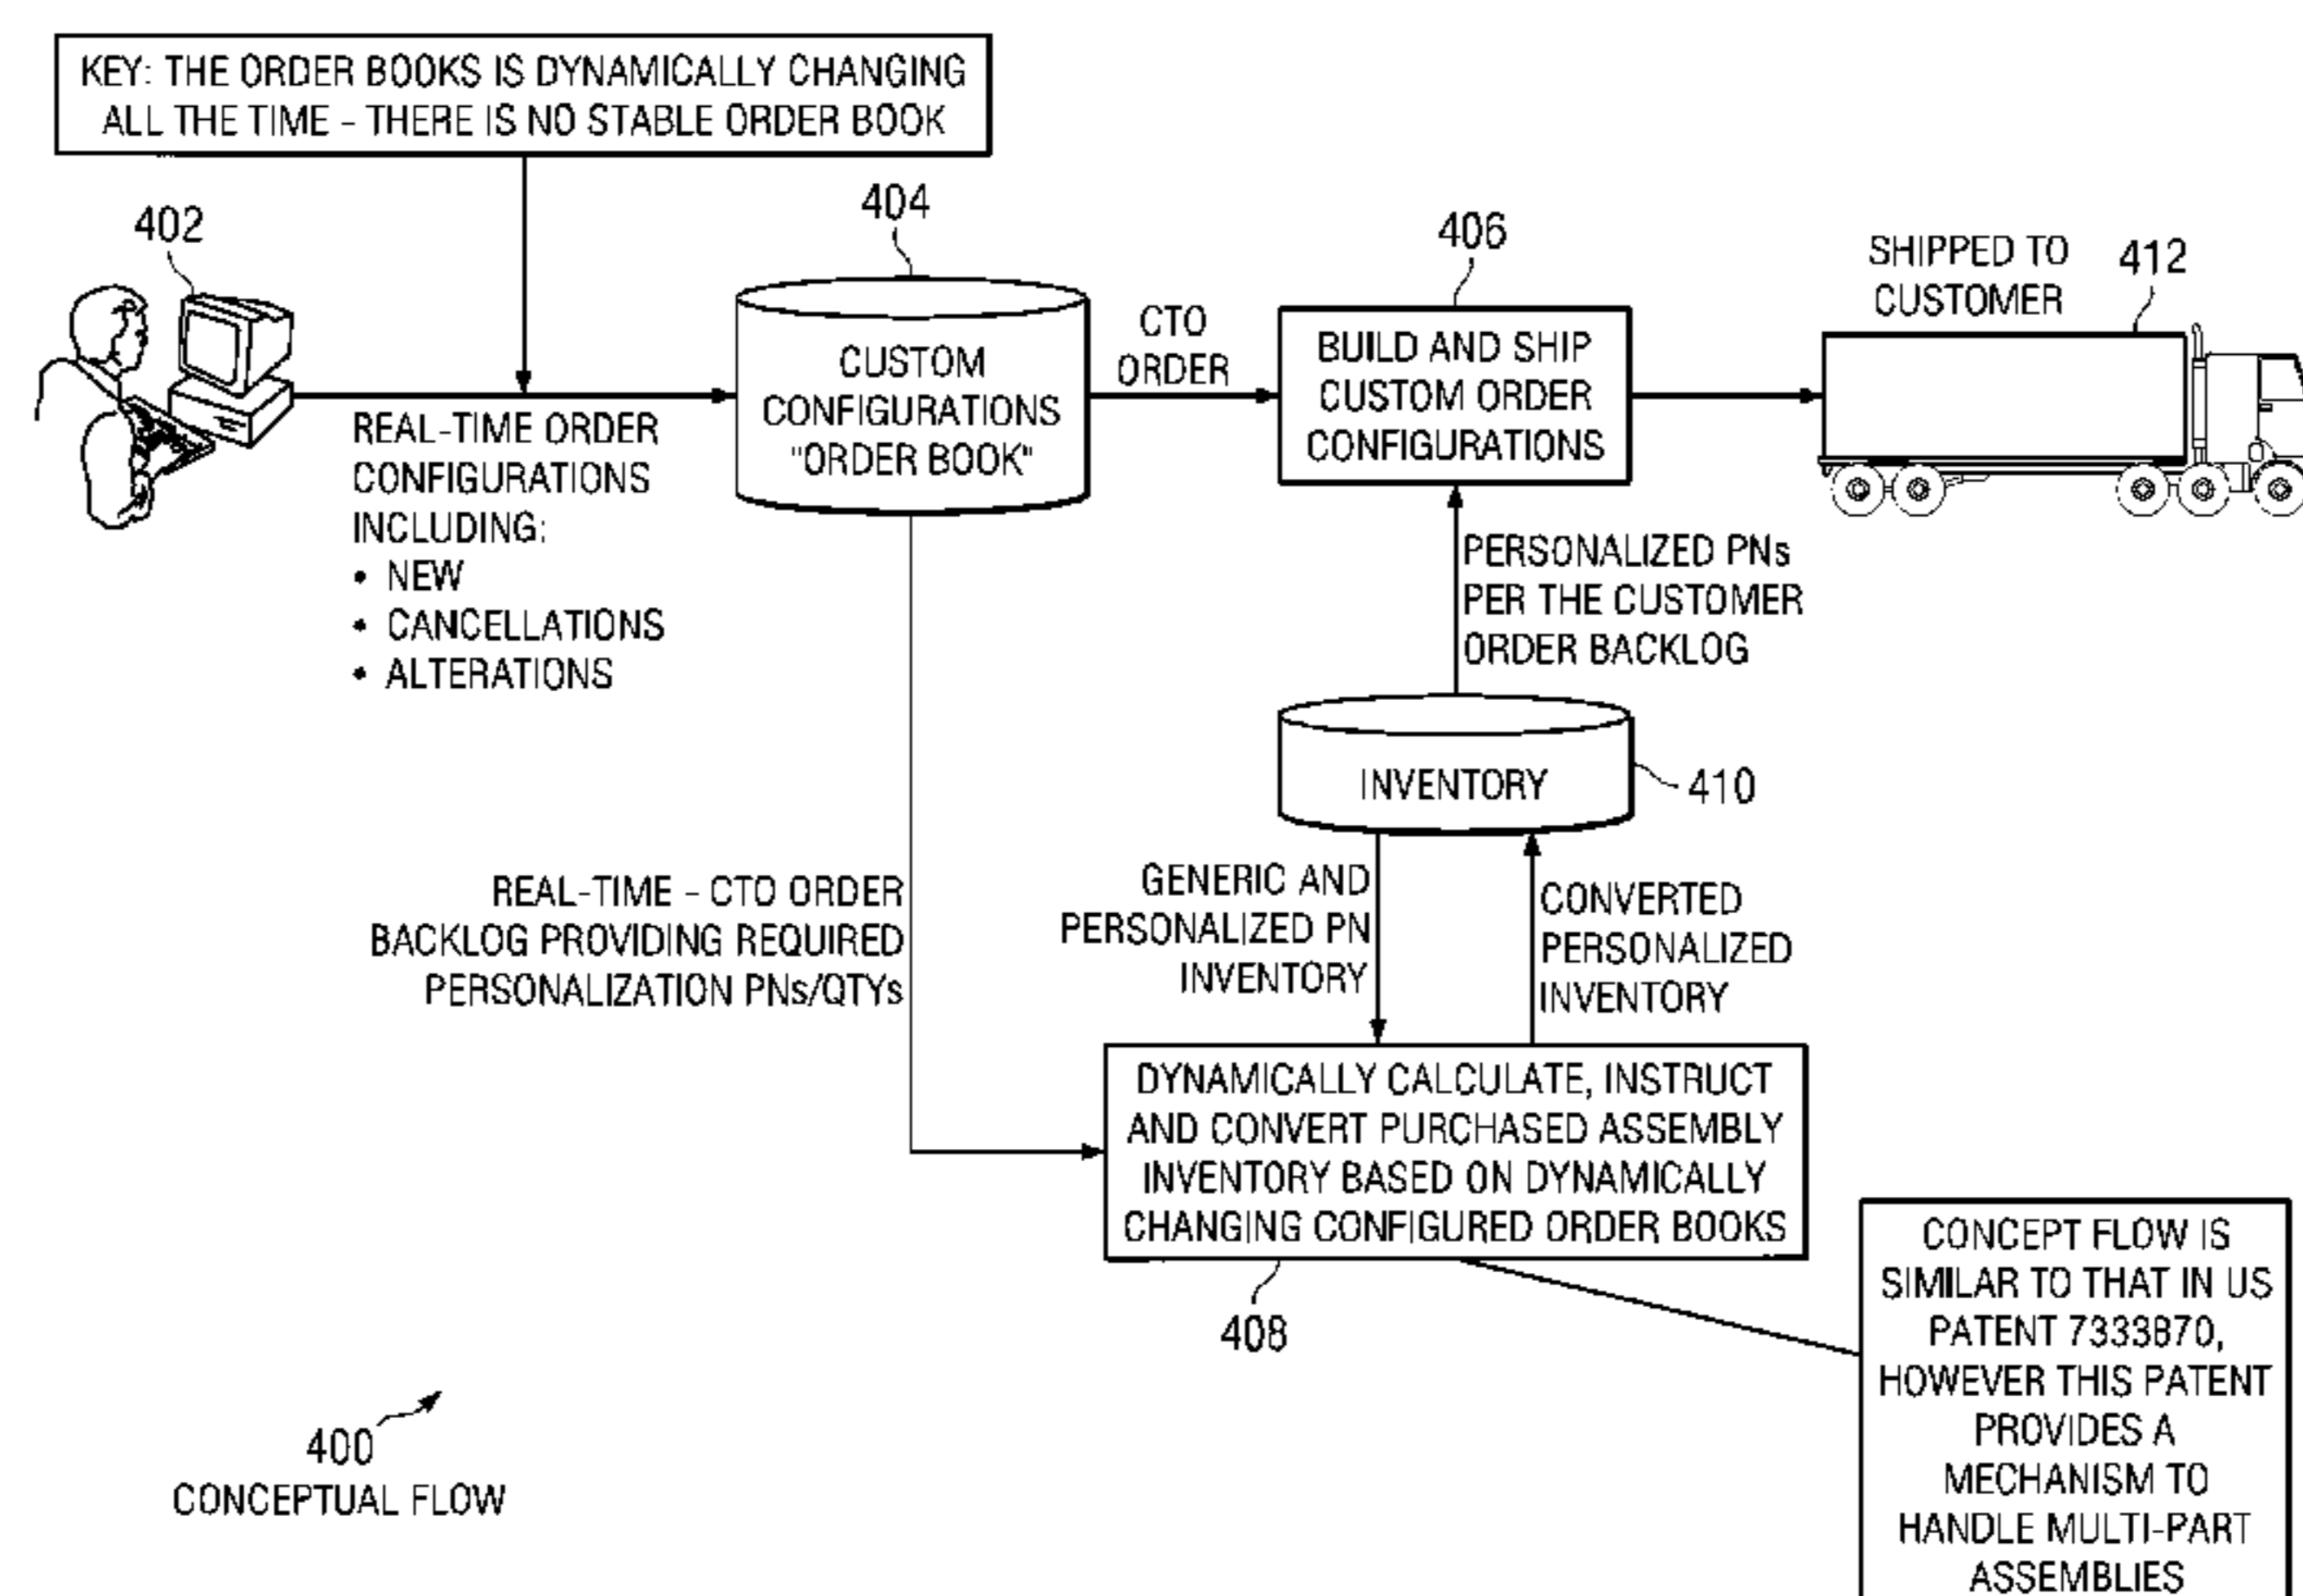 KEY: THE ORDER BOOKS IS DYNAMICALLY CHANGING
ALL THE TIME - THERE IS NO STABLE ORDER BOOK
402
404
406
SHIPPED TO
CUSTOMER
412
CUSTOM
CONFIGURATIONS
"ORDER BOOK"
CTO
ORDER
BUILD AND SHIP
CUSTOM ORDER
CONFIGURATIONS
REAL-TIME ORDER
CONFIGURATIONS
INCLUDING:
• NEW
• CANCELLATIONS
• ALTERATIONS
PERSONALIZED PNs
PER THE CUSTOMER
ORDER BACKLOG
INVENTORY
410
REAL-TIME - CTO ORDER
BACKLOG PROVIDING REQUIRED
PERSONALIZATION PNs/QTYs
GENERIC AND
PERSONALIZED PN
INVENTORY
CONVERTED
PERSONALIZED
INVENTORY
DYNAMICALLY CALCULATE, INSTRUCT
AND CONVERT PURCHASED ASSEMBLY
INVENTORY BASED ON DYNAMICALLY
CHANGING CONFIGURED ORDER BOOKS
408
CONCEPT FLOW IS
SIMILAR TO THAT IN US
PATENT 7333870,
HOWEVER THIS PATENT
PROVIDES A
MECHANISM TO
HANDLE MULTI-PART
ASSEMBLIES
400
CONCEPTUAL FLOW